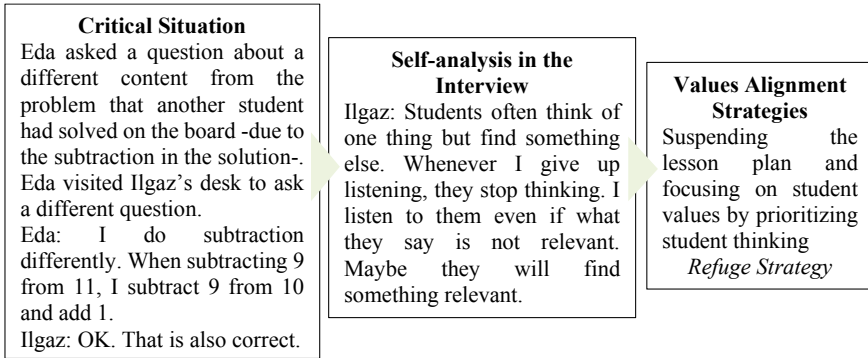 Critical Situation
Eda asked a question about a
different content from the
problem that another student
had solved on the board -due to
the subtraction in the solution-.
Eda visited Ilgaz’s desk to ask
a different question.
Eda: I do subtraction
differently. When subtracting 9
from 11, I subtract 9 from 10
and add 1.
Ilgaz: OK. That is also correct.
Self-analysis in the
Interview
Ilgaz: Students often think of
one thing but find something
else. Whenever I give up
listening, they stop thinking. I
listen to them even if what
they say is not relevant.
Maybe they will find
something relevant.
Values Alignment
Strategies
Suspending the
lesson plan and
focusing on student
values by prioritizing
student thinking
Refuge Strategy